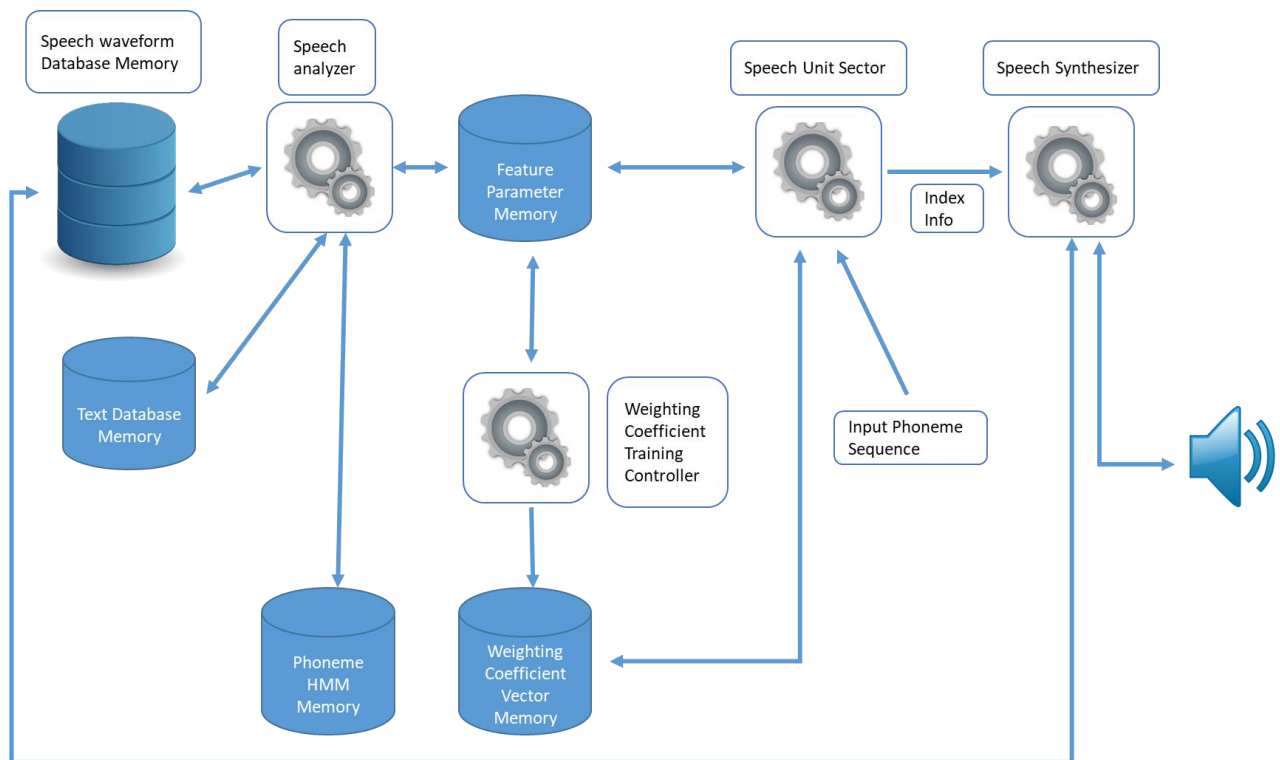 Speech waveform
Database Memory
Speech
analyzer
Speech Unit Sector
Speech Synthesizer
Feature
Parameter
Memory
Index
Info
Text Database
Memory
Weighting
Coefficient
Training
Controller
Input Phoneme
Sequence
Phoneme
HMM
Memory
Weighting
Coefficient
Vector
Memory